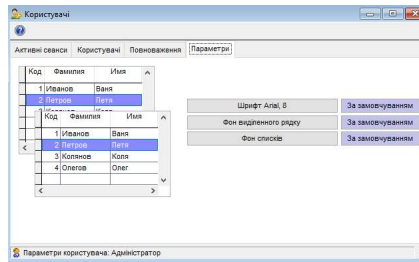 Користувачі
Активні сеанси Користувачі Повноваження Параметри
Код Фамилия Имя
1 Иванов Ваня
2 Петров Петя
Код Фамилия Имя
1 Иванов Ваня
2 Петров Петя
3 Колянов Коля
4 Олегов Олег
Шрифт Arial, 8 За замовчуванням
Фон виділенного рядку За замовчуванням
Фон списків За замовчуванням
Параметри користувача: Адміністратор